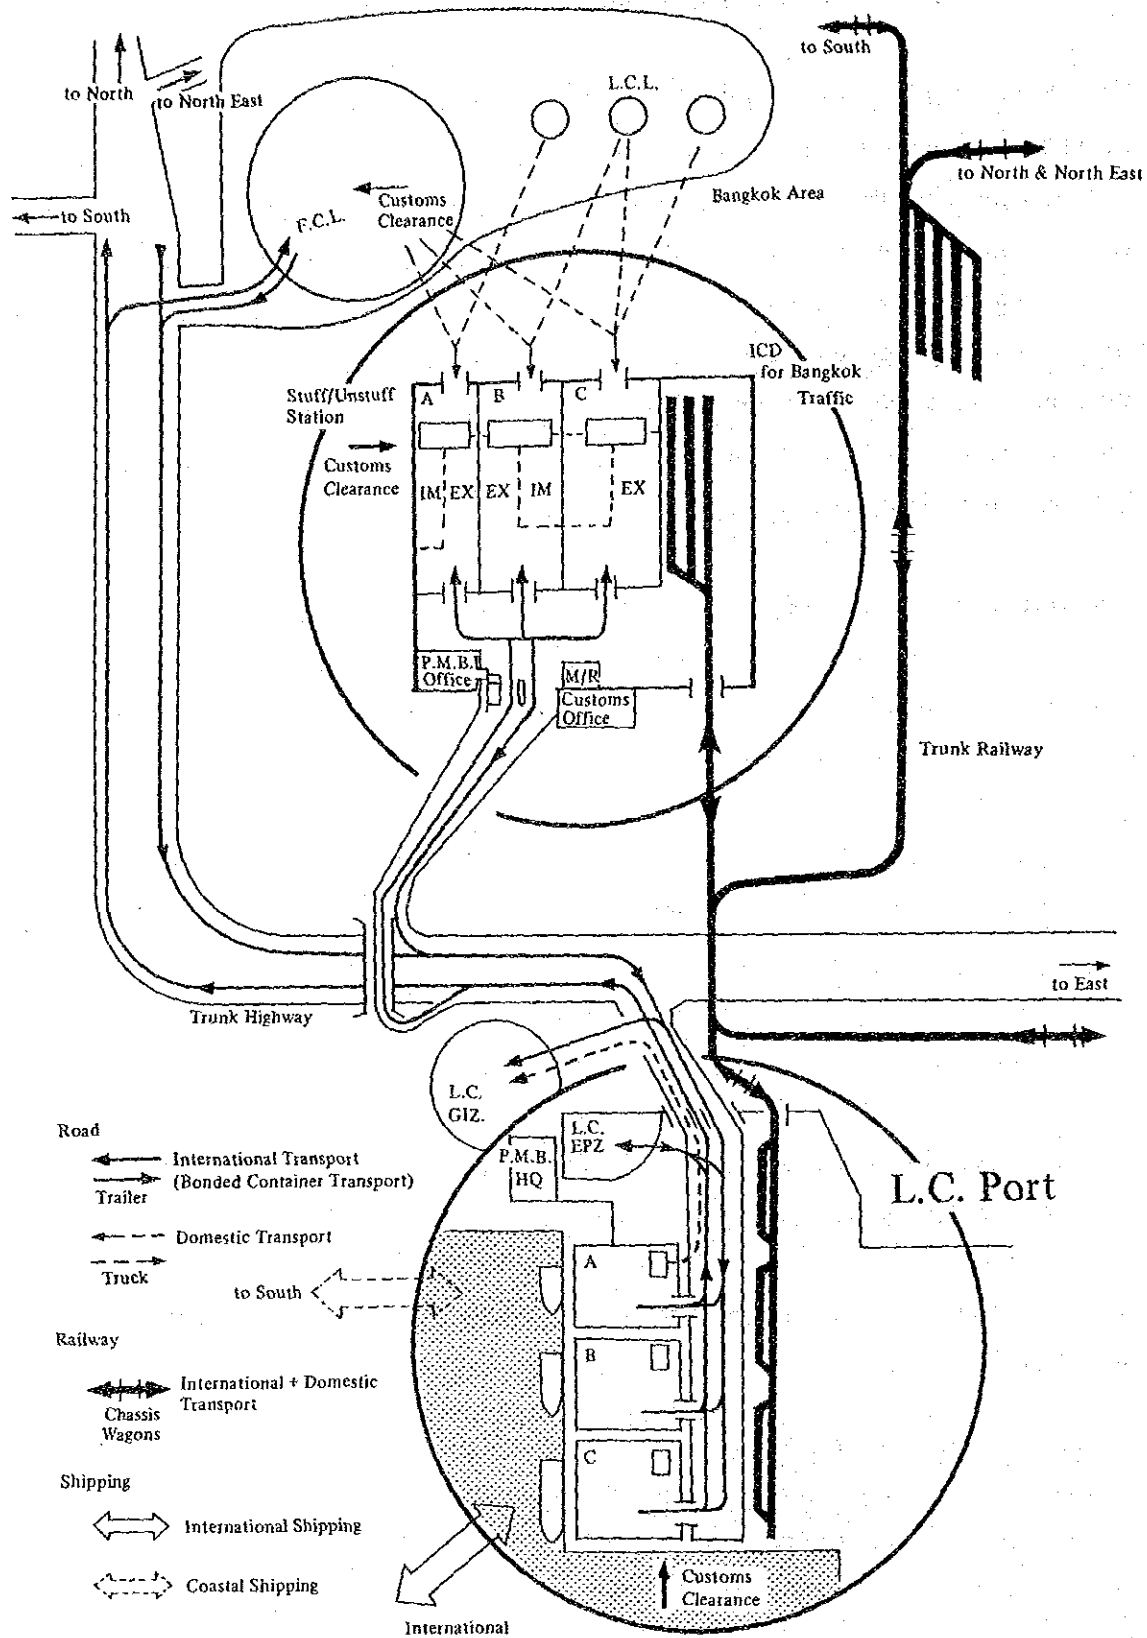 to South
to North
to North East
L.C.L.
to North & North East
Bangkok Area
to South
F.C.L.
Customs
Clearance
ICD
for Bangkok
Traffic
Stuff/Unstuff
Station
A
B
C
Customs
Clearance
IM
EX
EX
IM
EX
P.M.B.
Office
M/R
Customs
Office
Trunk Railway
to East
Trunk Highway
L.C.
GIZ.
L.C.
EPZ
P.M.B.
HQ
L.C. Port
Road
International Transport
(Bonded Container Transport)
Trailer
Domestic Transport
Truck
to South
A
B
C
Railway
International + Domestic
Transport
Chassis
Wagons
Shipping
International Shipping
Coastal Shipping
Customs
Clearance
International